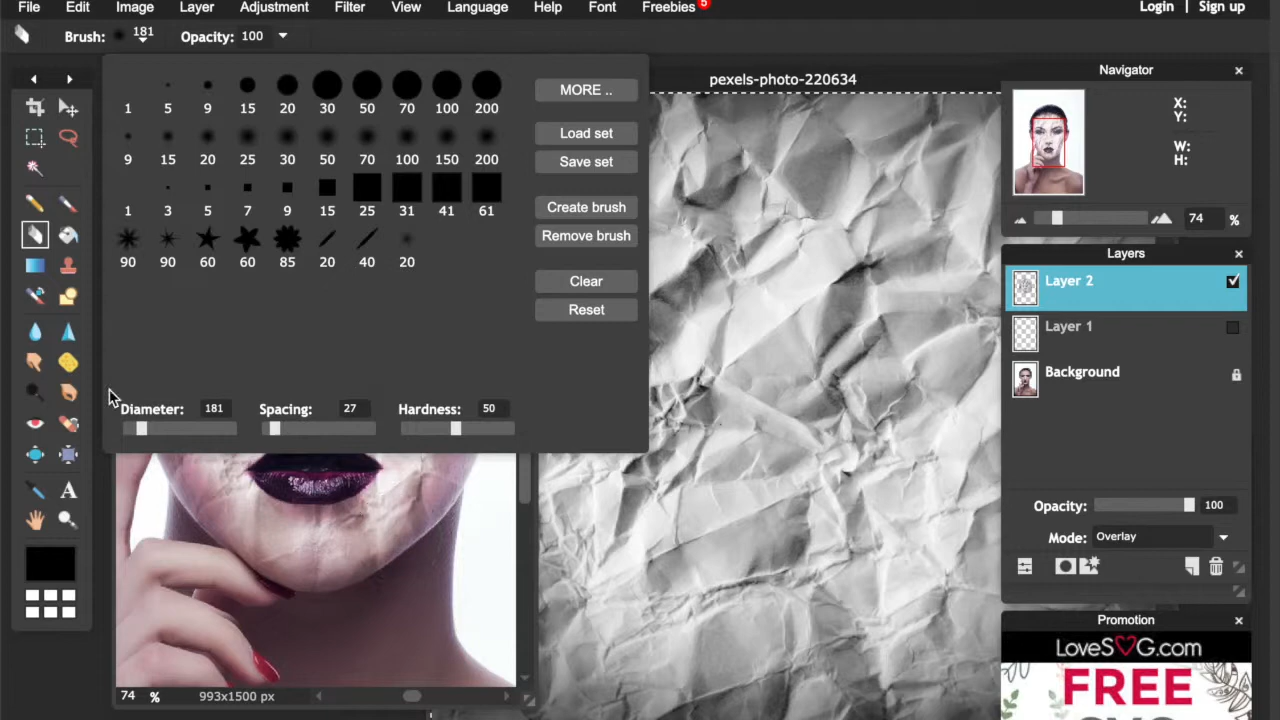 File Edit Image Layer Adjustment Filter View Language Help Font Freebies 5 Login | Sign up
Brush: 181 Opacity: 100
pexels-photo-220634
1 5 9 15 20 30 50 70 100 200
9 15 20 25 30 50 70 100 150 200
1 3 5 7 9 15 25 31 41 61
90 90 60 60 85 20 40 20
MORE ..
Load set
Save set
Create brush
Remove brush
Clear
Reset
Diameter: 181 Spacing: 27 Hardness: 50
74 % 993x1500 px
Navigator
X:
Y:
W:
H:
74 %
Layers
Layer 2
Layer 1
Background
Opacity: 100
Mode: Overlay
Promotion
LoveSVG.com
FREE
SVG